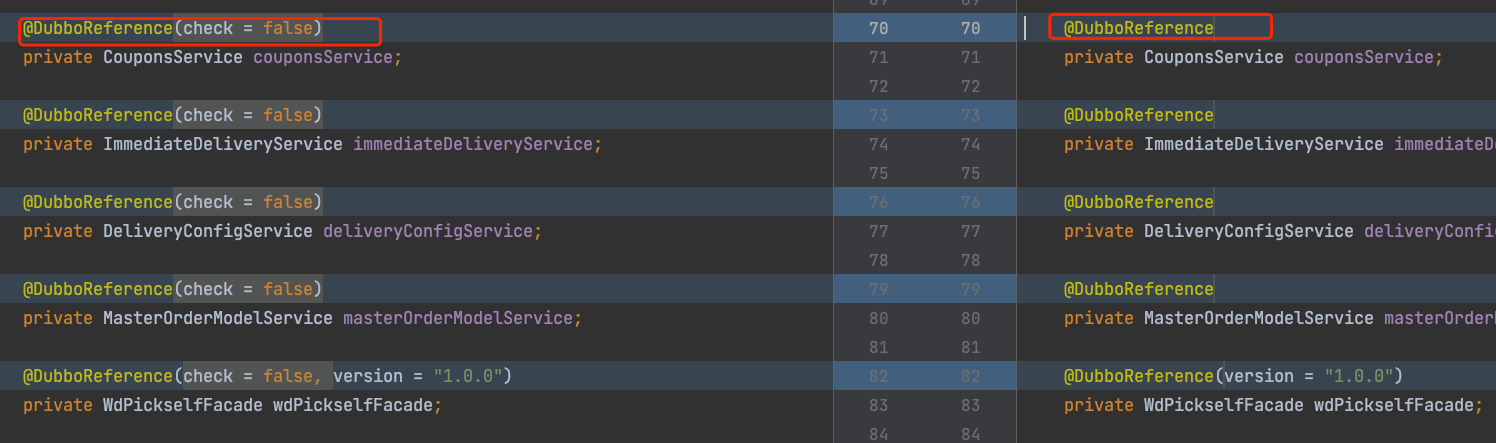 69 69
@DubboReference(check = false) 70 70 @DubboReference
private CouponsService couponsService; 71 71 private CouponsService couponsService;
72 72
@DubboReference(check = false) 73 73 @DubboReference
private ImmediateDeliveryService immediateDeliveryService; 74 74 private ImmediateDeliveryService immediateD
75 75
@DubboReference(check = false) 76 76 @DubboReference
private DeliveryConfigService deliveryConfigService; 77 77 private DeliveryConfigService deliveryConfi
78 78
@DubboReference(check = false) 79 79 @DubboReference
private MasterOrderModelService masterOrderModelService; 80 80 private MasterOrderModelService masterOrder
81 81
@DubboReference(check = false, version = "1.0.0") 82 82 @DubboReference(version = "1.0.0")
private WdPickselfFacade wdPickselfFacade; 83 83 private WdPickselfFacade wdPickselfFacade;
84 84